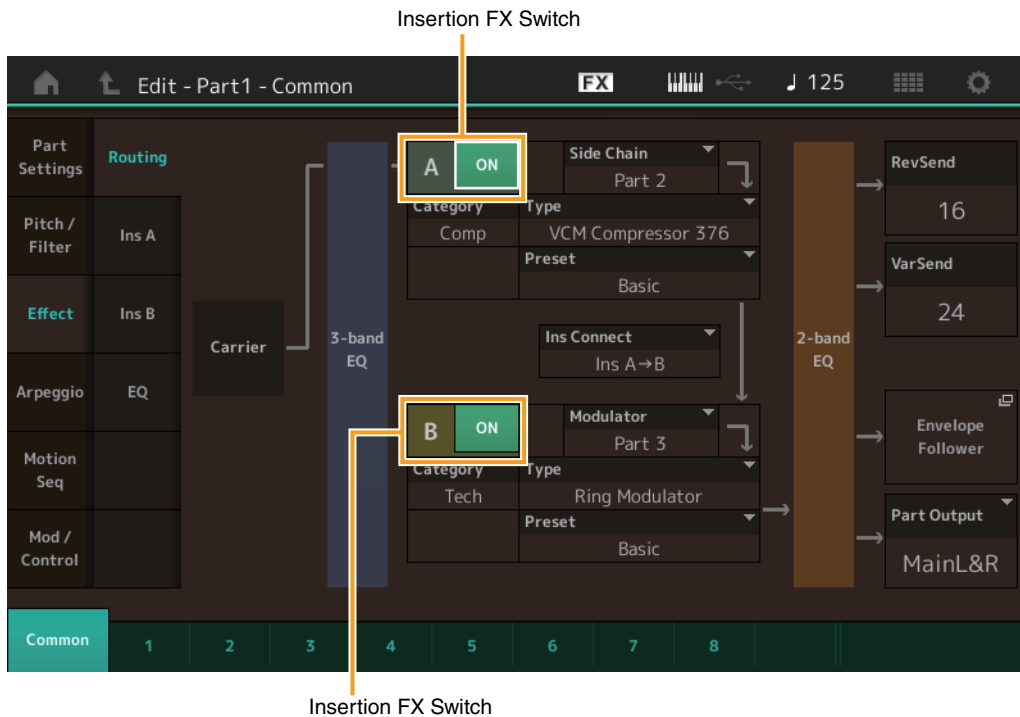 Insertion FX Switch
Edit - Part1 - Common
FX
♩ 125
Part
Settings
Pitch /
Filter
Effect
Arpeggio
Motion
Seq
Mod /
Control
Routing
Ins A
Ins B
EQ
Carrier
3-band
EQ
A
ON
Side Chain
Part 2
Category
Comp
Type
VCM Compressor 376
Preset
Basic
Ins Connect
Ins A→B
B
ON
Modulator
Part 3
Category
Tech
Type
Ring Modulator
Preset
Basic
2-band
EQ
RevSend
16
VarSend
24
Envelope
Follower
Part Output
MainL&R
Common
1
2
3
4
5
6
7
8
Insertion FX Switch